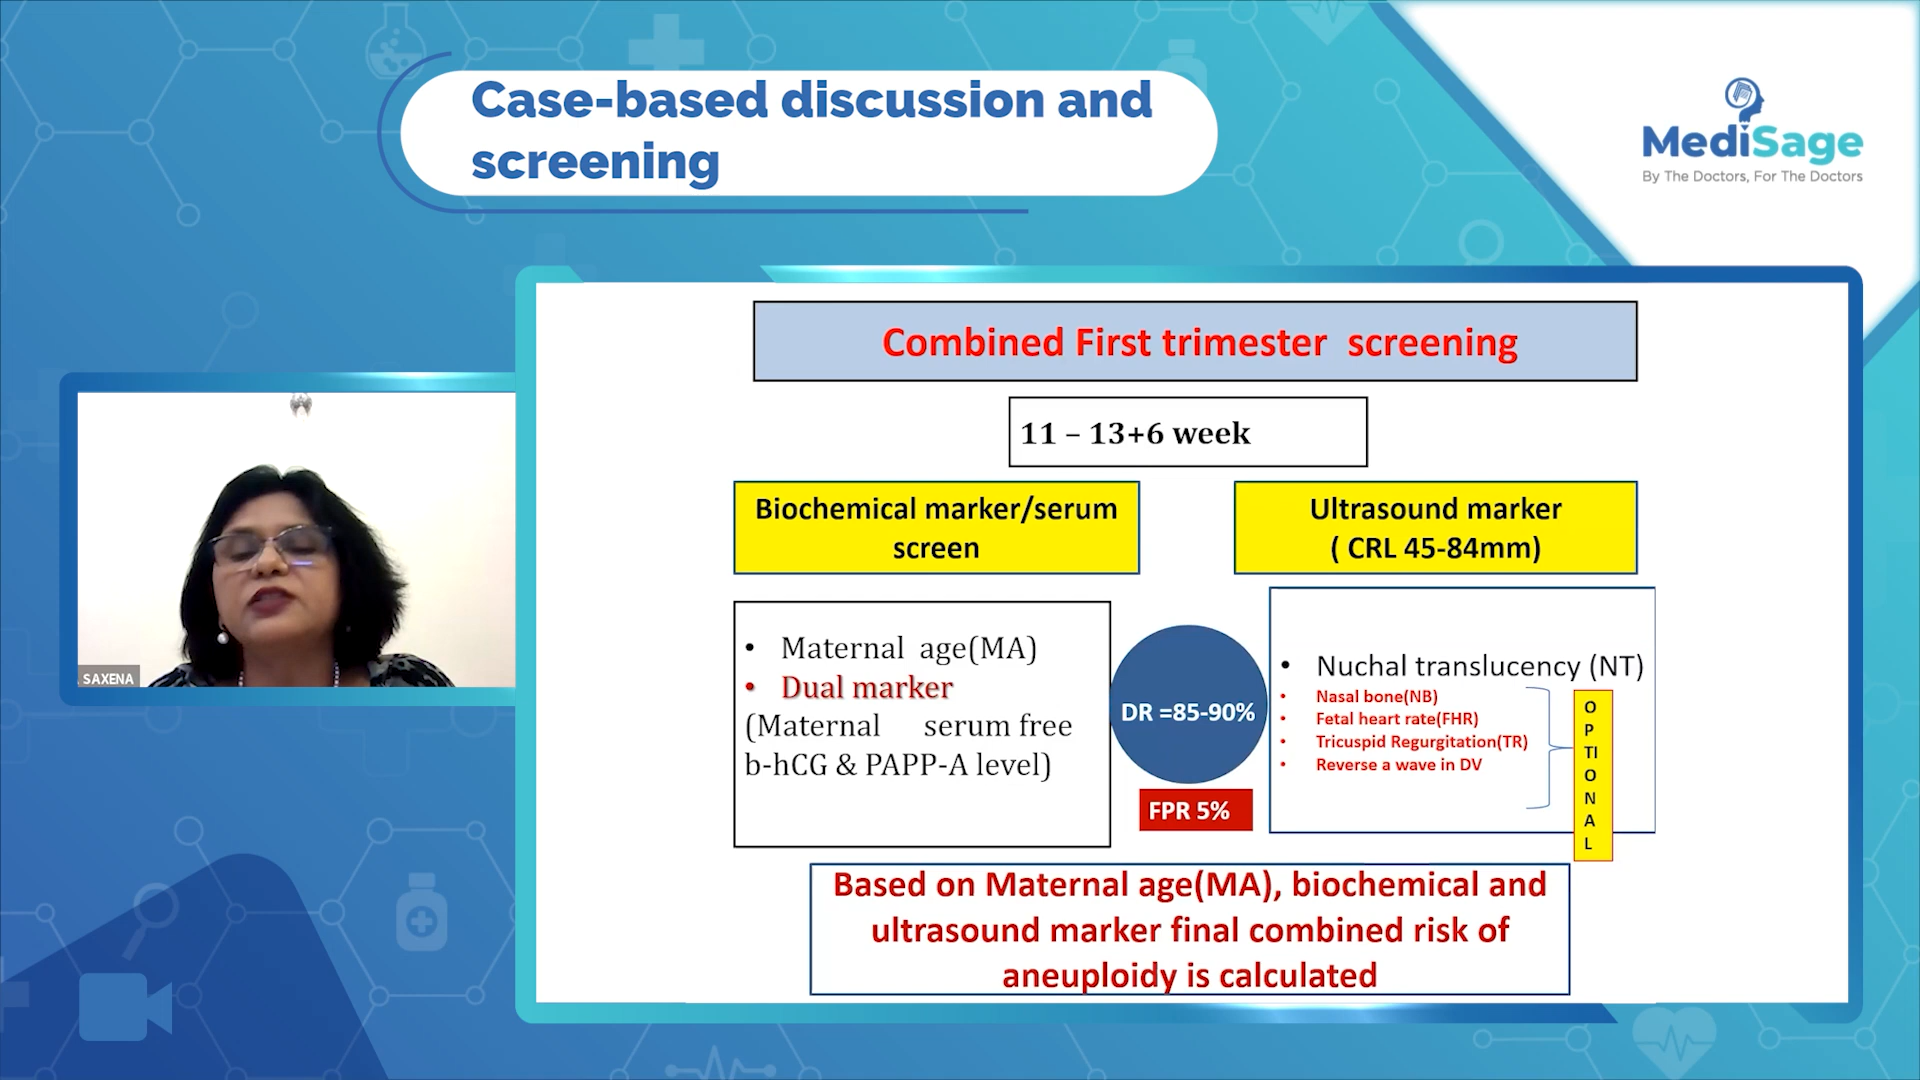 Case-based discussion and
screening
MediSage
By The Doctors, For The Doctors
Combined First trimester screening
11 – 13+6 week
Biochemical marker/serum
screen
Ultrasound marker
( CRL 45-84mm)
• Maternal age(MA)
• Dual marker
(Maternal serum free
b-hCG & PAPP-A level)
DR =85-90%
FPR 5%
• Nuchal translucency (NT)
• Nasal bone(NB)
• Fetal heart rate(FHR)
• Tricuspid Regurgitation(TR)
• Reverse a wave in DV
O
P
TI
O
N
A
L
Based on Maternal age(MA), biochemical and
ultrasound marker final combined risk of
aneuploidy is calculated
SAXENA